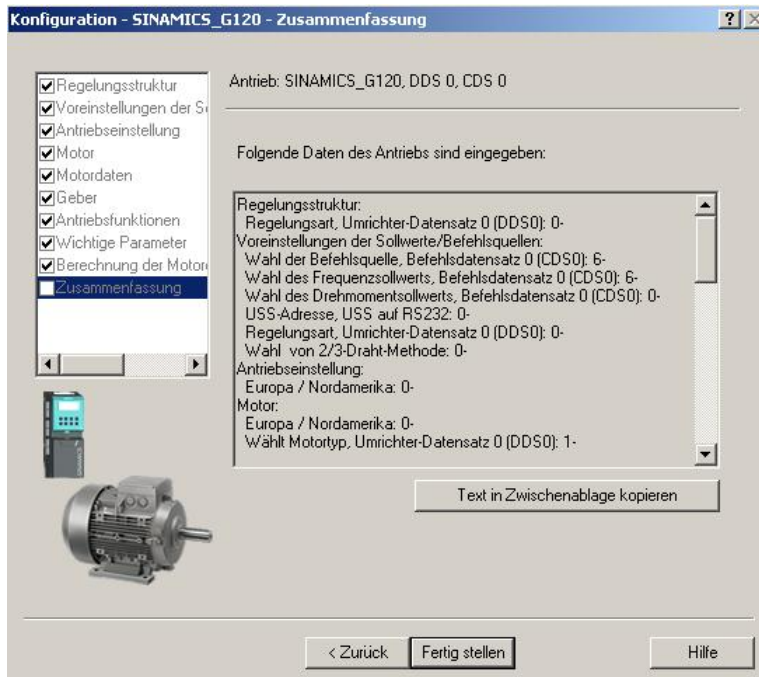 Konfiguration - SINAMICS_G120 - Zusammenfassung
Regelungsstruktur
Voreinstellungen der S
Antriebseinstellung
Motor
Motordaten
Geber
Antriebsfunktionen
Wichtige Parameter
Berechnung der Motor
Zusammenfassung
Antrieb: SINAMICS_G120, DDS 0, CDS 0
Folgende Daten des Antriebs sind eingegeben:
Regelungsstruktur:
Regelungsart, Umrichter-Datensatz 0 (DDS0): 0-
Voreinstellungen der Sollwerte/Befehlsquellen:
Wahl der Befehlsquelle, Befehlsdatensatz 0 (CDS0): 6-
Wahl des Frequenzsollwerts, Befehlsdatensatz 0 (CDS0): 6-
Wahl des Drehmomentsollwerts, Befehlsdatensatz 0 (CDS0): 0-
USS-Adresse, USS auf RS232: 0-
Regelungsart, Umrichter-Datensatz 0 (DDS0): 0-
Wahl von 2/3-Draht-Methode: 0-
Antriebseinstellung:
Europa / Nordamerika: 0-
Motor:
Europa / Nordamerika: 0-
Wählt Motortyp, Umrichter-Datensatz 0 (DDS0): 1-
Text in Zwischenablage kopieren
< Zurück
Fertig stellen
Hilfe